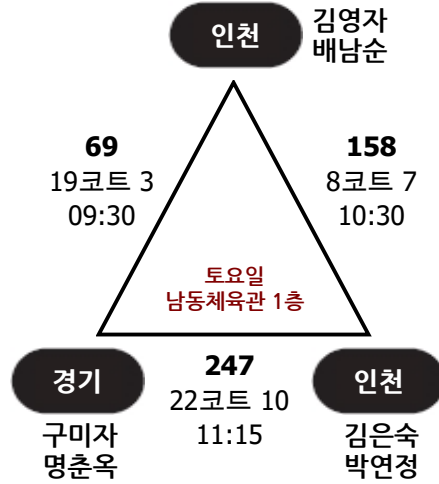 인천
김영자
배남순
69
19코트 3
09:30
158
8코트 7
10:30
토요일
남동체육관 1층
경기
구미자
명춘옥
247
22코트 10
11:15
인천
김은숙
박연정